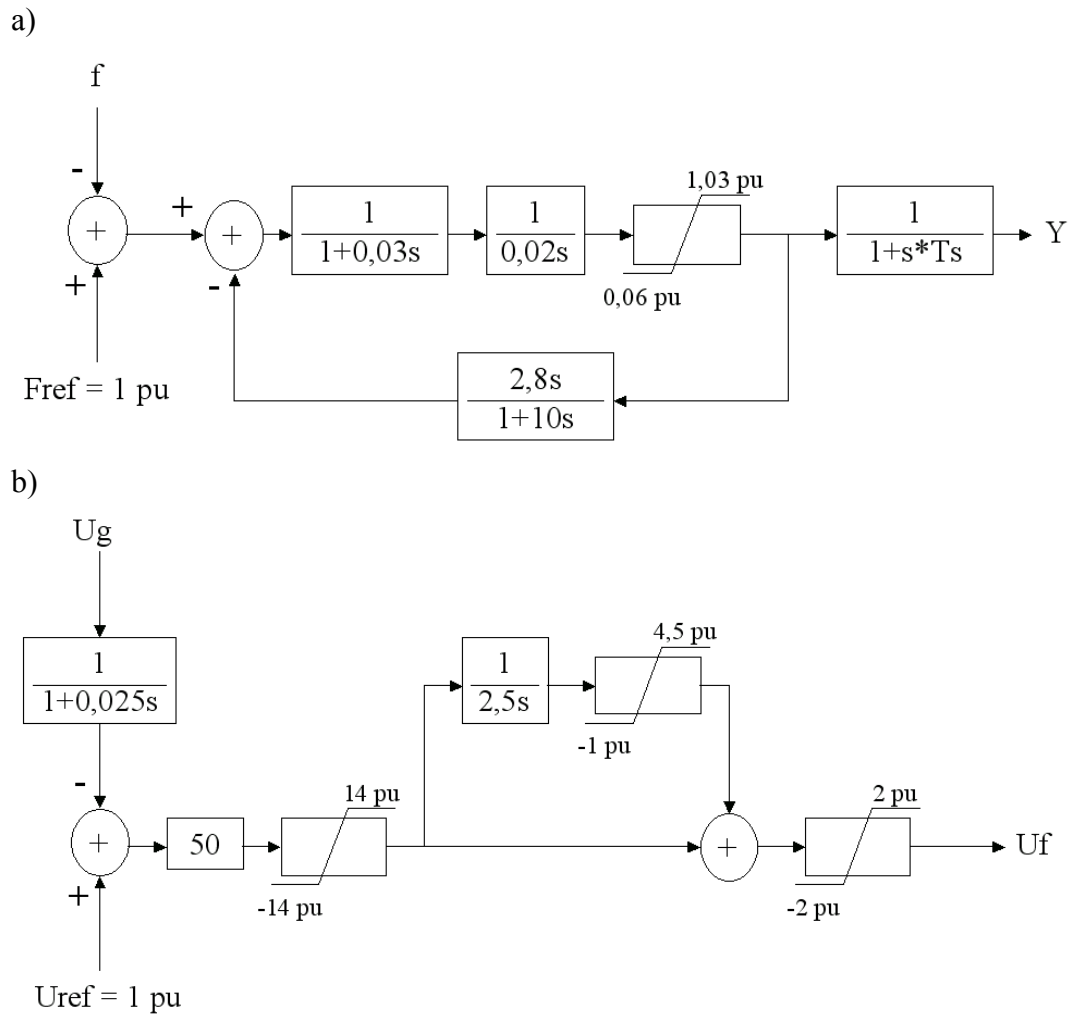 a)
f
-
+
1,03 pu
+
+
1
1+0,03s
1
0,02s
1
1+s*Ts
Y
+
-
0,06 pu
Fref = 1 pu
2,8s
1+10s
b)
Ug
1
1+0,025s
1
2,5s
4,5 pu
-1 pu
-
14 pu
2 pu
+
50
+
Uf
+
-14 pu
-2 pu
Uref = 1 pu